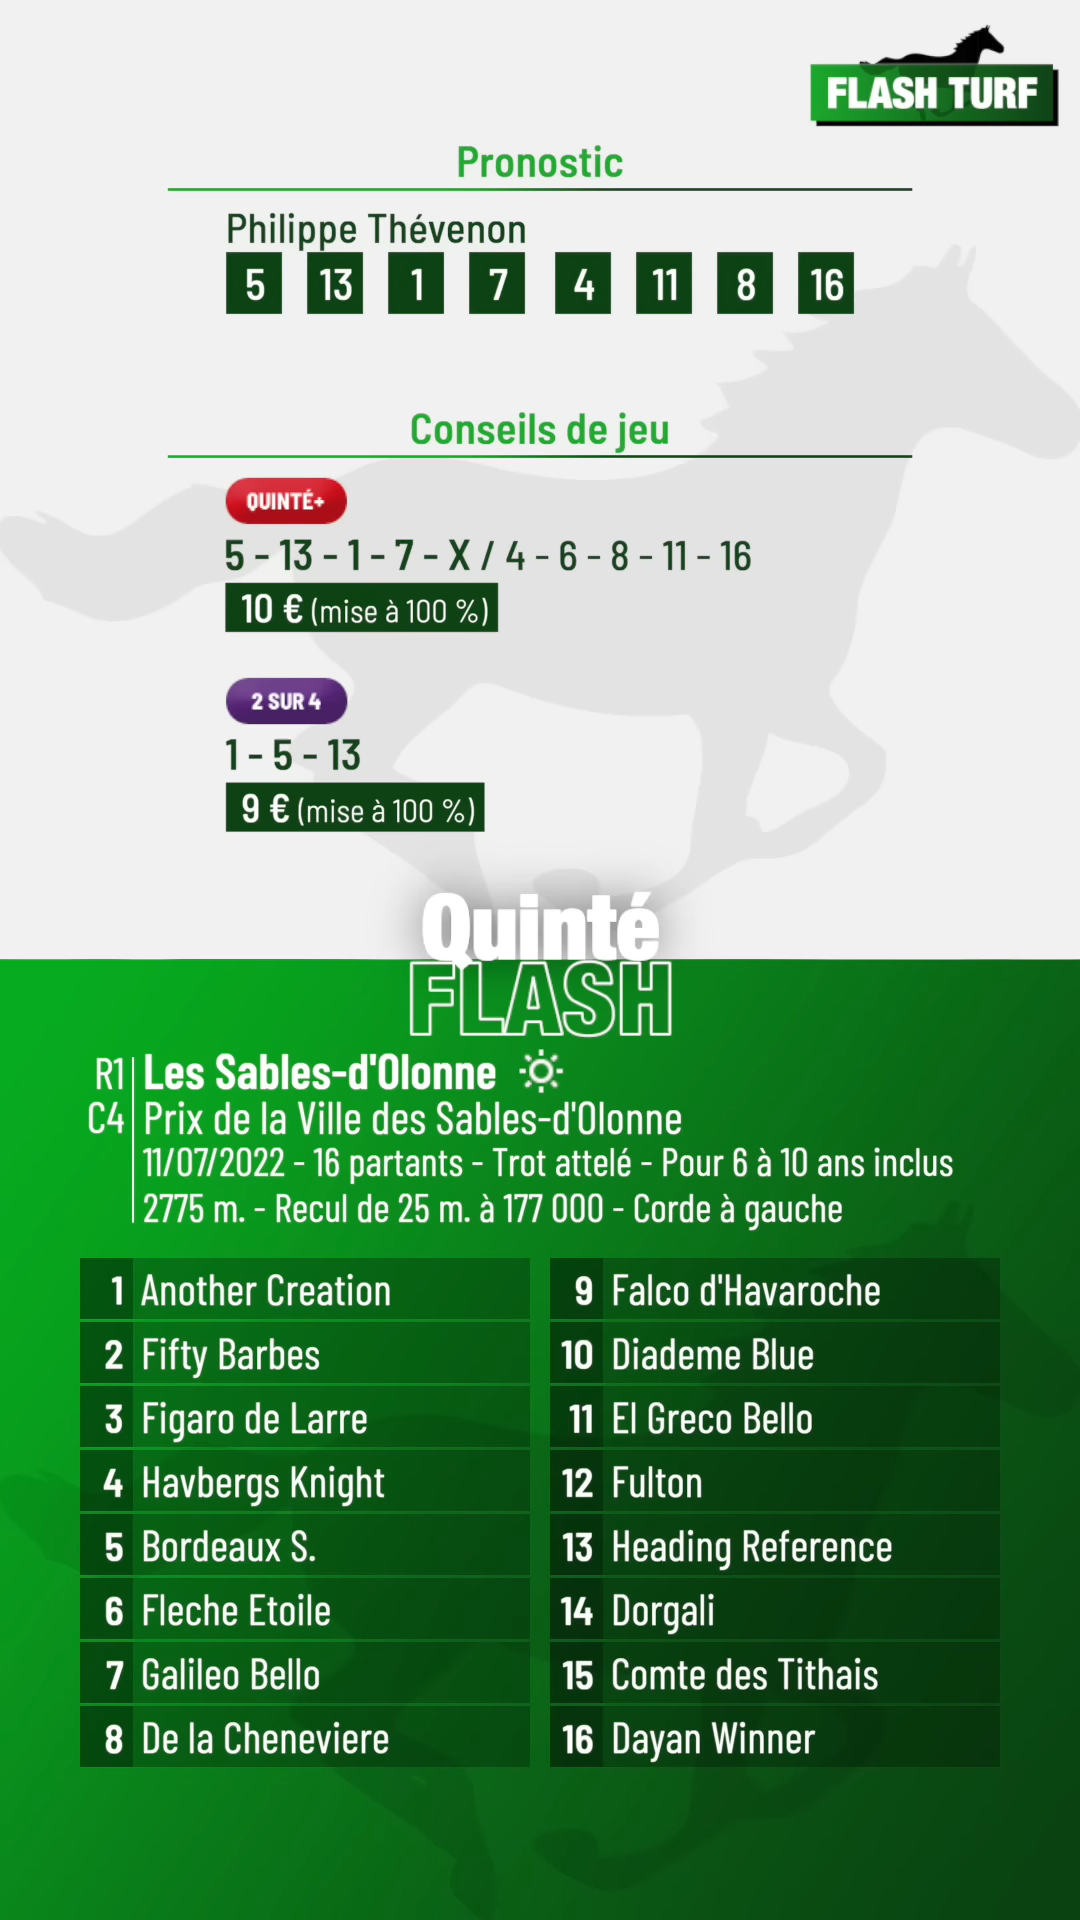 FLASH TURF
Pronostic
Philippe Thévenon
5 13 1 7 4 11 8 16
Conseils de jeu
QUINTÉ+
5 - 13 - 1 - 7 - X / 4 - 6 - 8 - 11 - 16
10 € (mise à 100 %)
2 SUR 4
1 - 5 - 13
9 € (mise à 100 %)
Quinté
FLASH
R1 Les Sables-d'Olonne
C4 Prix de la Ville des Sables-d'Olonne
11/07/2022 - 16 partants - Trot attelé - Pour 6 à 10 ans inclus
2775 m. - Recul de 25 m. à 177 000 - Corde à gauche
1 Another Creation
2 Fifty Barbes
3 Figaro de Larre
4 Havbergs Knight
5 Bordeaux S.
6 Fleche Etoile
7 Galileo Bello
8 De la Cheneviere
9 Falco d'Havaroche
10 Diademe Blue
11 El Greco Bello
12 Fulton
13 Heading Reference
14 Dorgali
15 Comte des Tithais
16 Dayan Winner